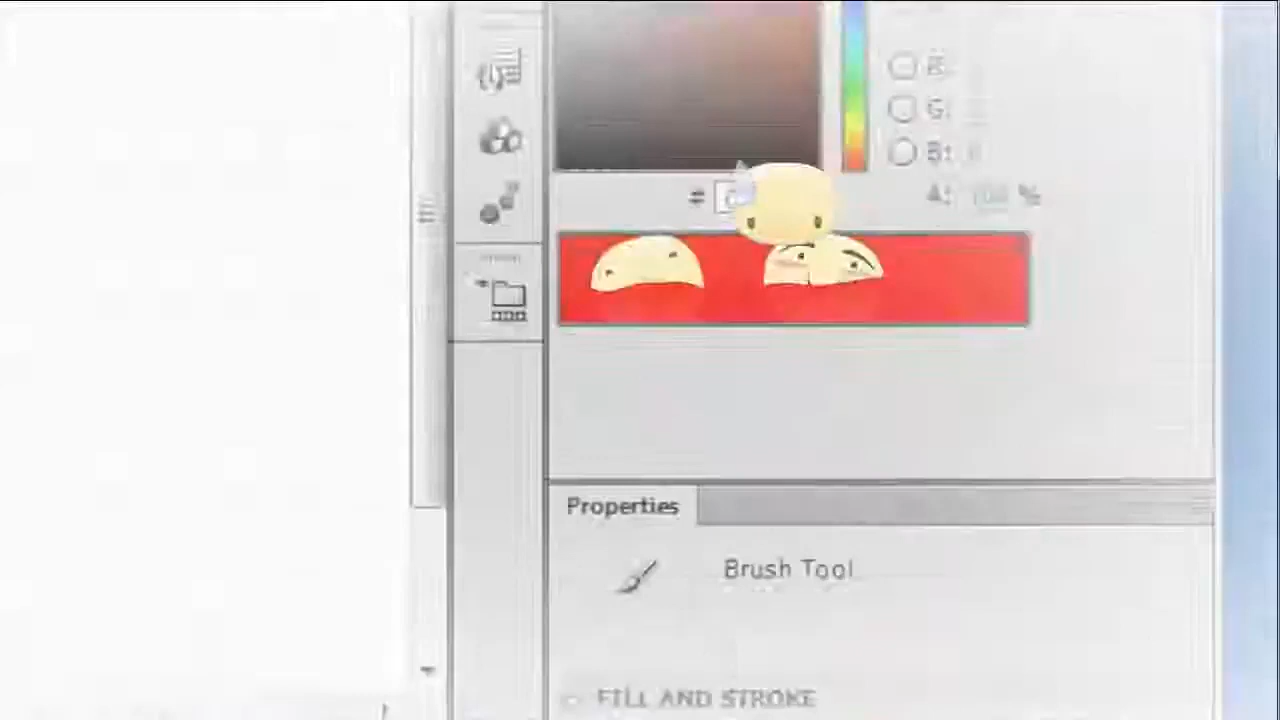 G:
B:
A: %
Properties
Brush Tool
FILL AND STROKE